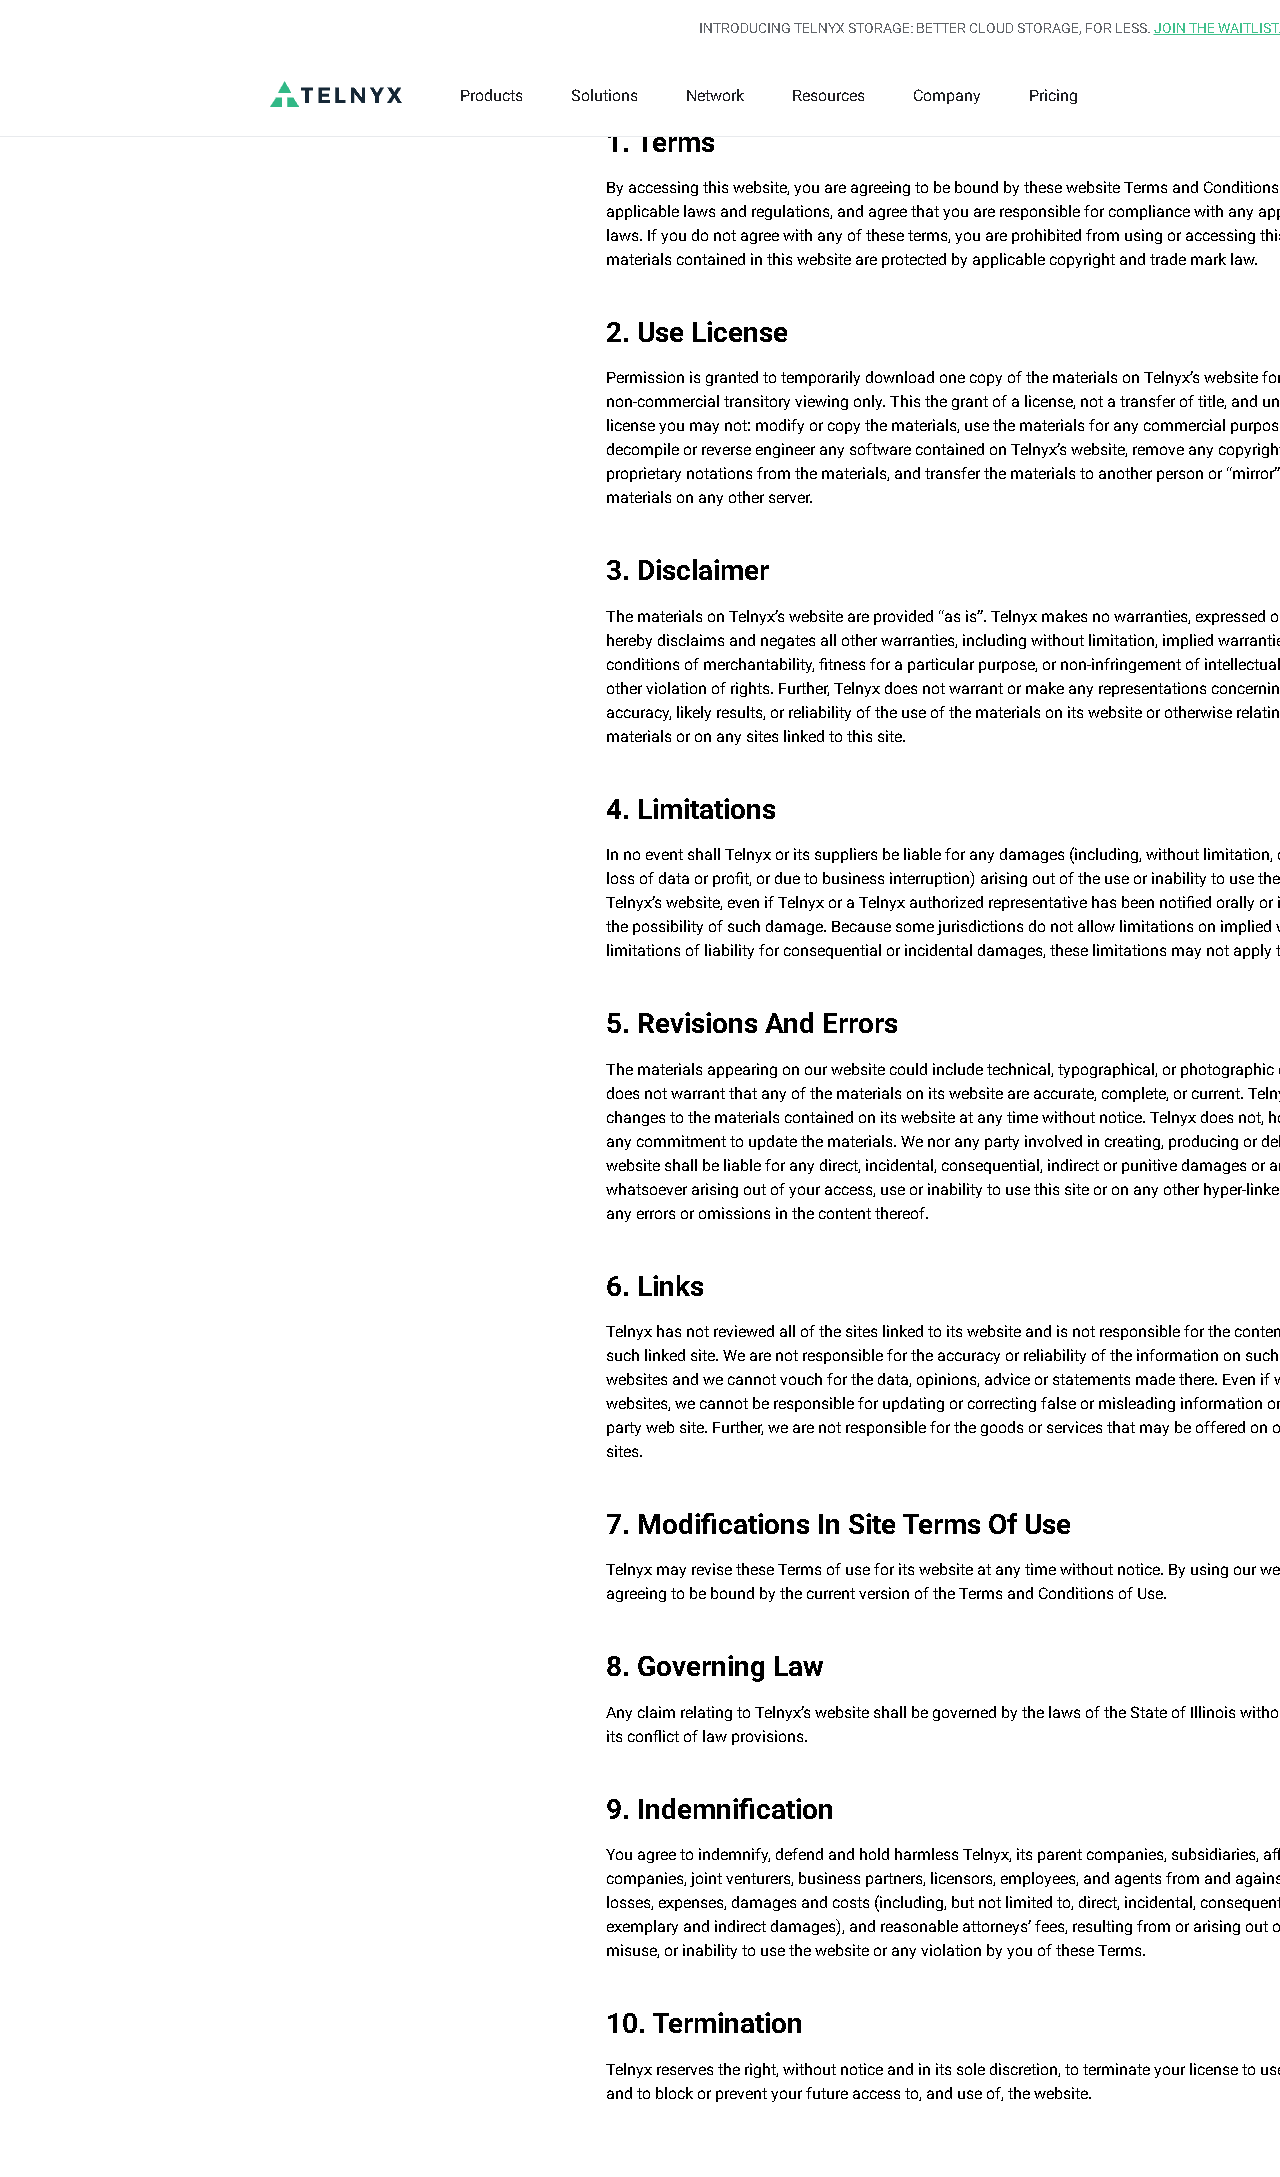 INTRODUCING TELNYX STORAGE: BETTER CLOUD STORAGE, FOR LESS. JOIN THE WAITLIST.
TELNYX Products Solutions Network Resources Company Pricing
1. Terms
By accessing this website, you are agreeing to be bound by these website Terms and Conditions
applicable laws and regulations, and agree that you are responsible for compliance with any
laws. If you do not agree with any of these terms, you are prohibited from using or accessing
materials contained in this website are protected by applicable copyright and trade mark law.
2. Use License
Permission is granted to temporarily download one copy of the materials on Telnyx’s website for
non-commercial transitory viewing only. This the grant of a license, not a transfer of title, and
license you may not: modify or copy the materials, use the materials for any commercial
decompile or reverse engineer any software contained on Telnyx’s website, remove any
proprietary notations from the materials, and transfer the materials to another person or “mirror”
materials on any other server.
3. Disclaimer
The materials on Telnyx’s website are provided “as is”. Telnyx makes no warranties, expressed
hereby disclaims and negates all other warranties, including without limitation, implied
conditions of merchantability, fitness for a particular purpose, or non-infringement of intellectual
other violation of rights. Further, Telnyx does not warrant or make any representations
accuracy, likely results, or reliability of the use of the materials on its website or otherwise
materials or on any sites linked to this site.
4. Limitations
In no event shall Telnyx or its suppliers be liable for any damages (including, without limitation,
loss of data or profit, or due to business interruption) arising out of the use or inability to use the
Telnyx’s website, even if Telnyx or a Telnyx authorized representative has been notified orally or
the possibility of such damage. Because some jurisdictions do not allow limitations on implied
limitations of liability for consequential or incidental damages, these limitations may not apply
5. Revisions And Errors
The materials appearing on our website could include technical, typographical, or photographic
does not warrant that any of the materials on its website are accurate, complete, or current.
changes to the materials contained on its website at any time without notice. Telnyx does not,
any commitment to update the materials. We nor any party involved in creating, producing or
website shall be liable for any direct, incidental, consequential, indirect or punitive damages or
whatsoever arising out of your access, use or inability to use this site or on any other
any errors or omissions in the content thereof.
6. Links
Telnyx has not reviewed all of the sites linked to its website and is not responsible for the
such linked site. We are not responsible for the accuracy or reliability of the information on such
websites and we cannot vouch for the data, opinions, advice or statements made there. Even if
websites, we cannot be responsible for updating or correcting false or misleading information
party web site. Further, we are not responsible for the goods or services that may be offered on
sites.
7. Modifications In Site Terms Of Use
Telnyx may revise these Terms of use for its website at any time without notice. By using our
agreeing to be bound by the current version of the Terms and Conditions of Use.
8. Governing Law
Any claim relating to Telnyx’s website shall be governed by the laws of the State of Illinois
its conflict of law provisions.
9. Indemnification
You agree to indemnify, defend and hold harmless Telnyx, its parent companies, subsidiaries,
companies, joint venturers, business partners, licensors, employees, and agents from and
losses, expenses, damages and costs (including, but not limited to, direct, incidental,
exemplary and indirect damages), and reasonable attorneys’ fees, resulting from or arising out
misuse, or inability to use the website or any violation by you of these Terms.
10. Termination
Telnyx reserves the right, without notice and in its sole discretion, to terminate your license to
and to block or prevent your future access to, and use of, the website.